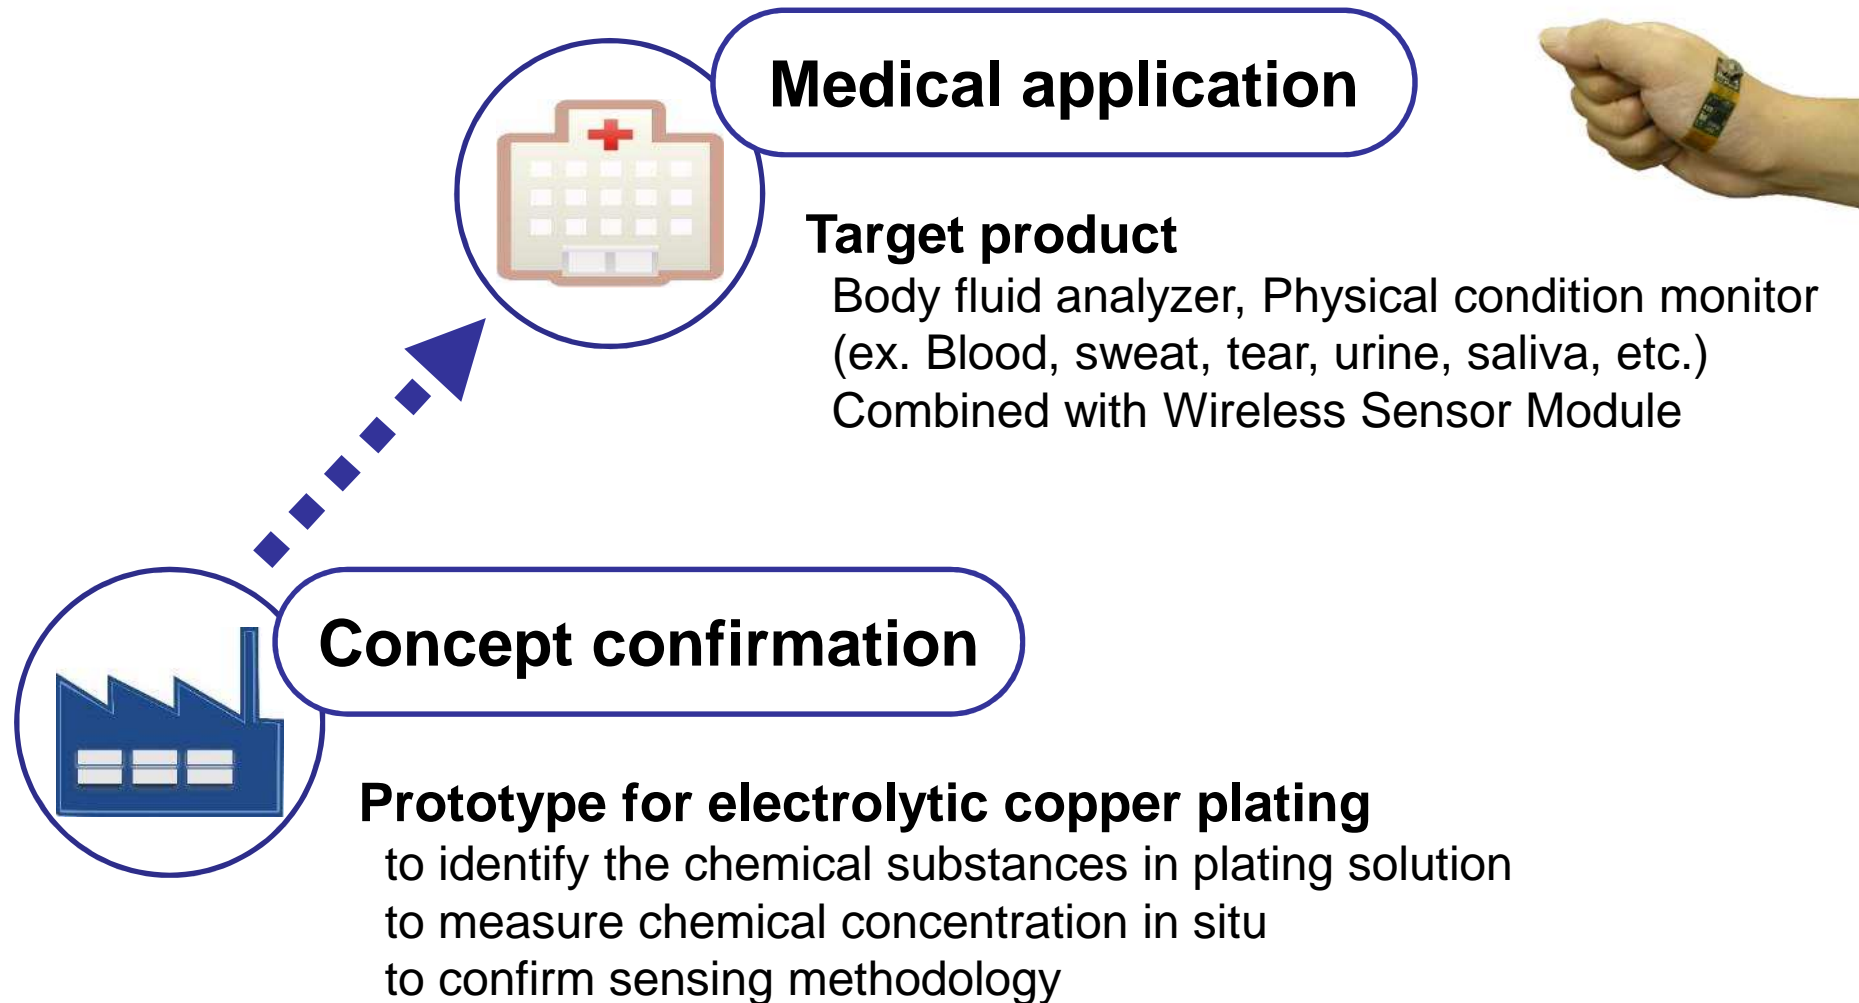 Medical application
Target product
Body fluid analyzer, Physical condition monitor
(ex. Blood, sweat, tear, urine, saliva, etc.)
Combined with Wireless Sensor Module
Concept confirmation
Prototype for electrolytic copper plating
to identify the chemical substances in plating solution
to measure chemical concentration in situ
to confirm sensing methodology